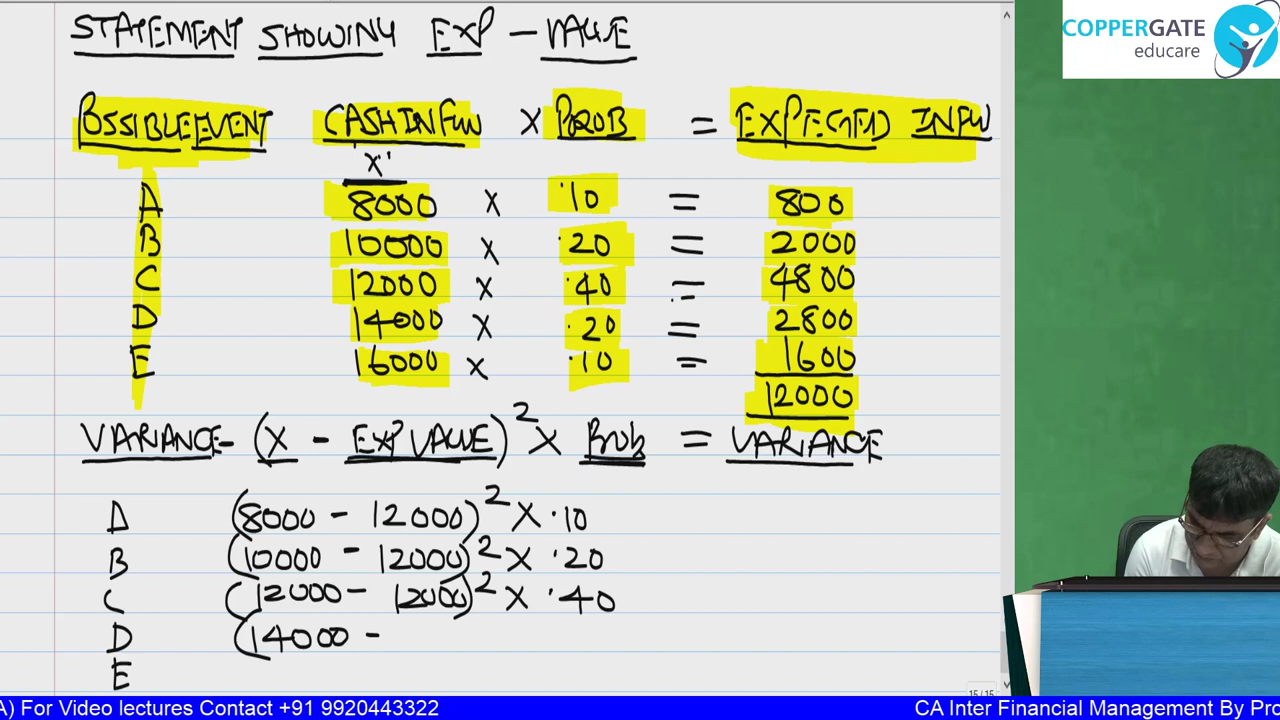 STATEMENT SHOWING EXP - VALUE
COPPERGATE
educare
POSSIBLE EVENT CASH INFLOW X PROB = EXPECTED INFLOW
'X'
A 8000 X .10 = 800
B 10000 X .20 = 2000
C 12000 X .40 = 4800
D 14000 X .20 = 2800
E 16000 X .10 = 1600
12000
VARIANCE - (X - EXP VALUE)² X Prob = VARIANCE
A (8000 - 12000)² X .10
B (10000 - 12000)² X .20
C (12000 - 12000)² X .40
D (14000 -
E
15/15
A) For Video lectures Contact +91 9920443322 CA Inter Financial Management By Pro